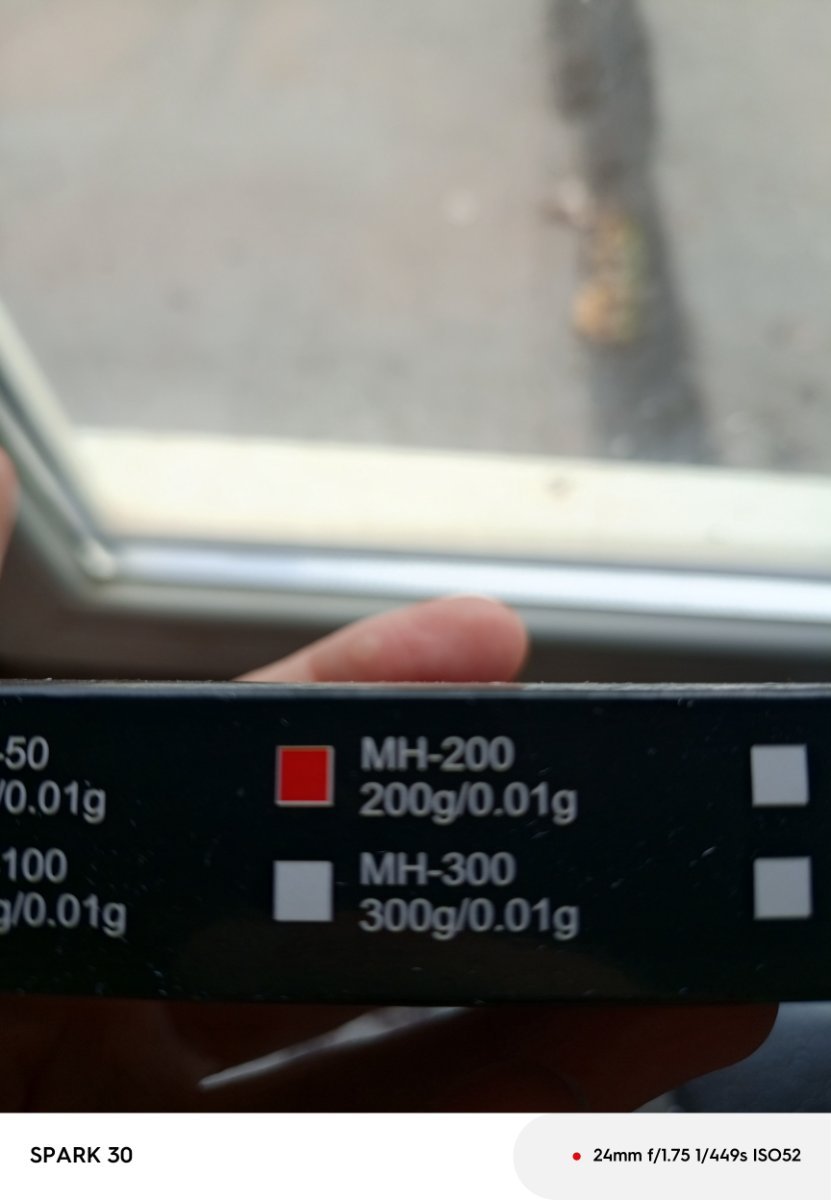 -50
/0.01g
MH-200
200g/0.01g
100
g/0.01g
MH-300
300g/0.01g
SPARK 30
24mm f/1.75 1/449s ISO52